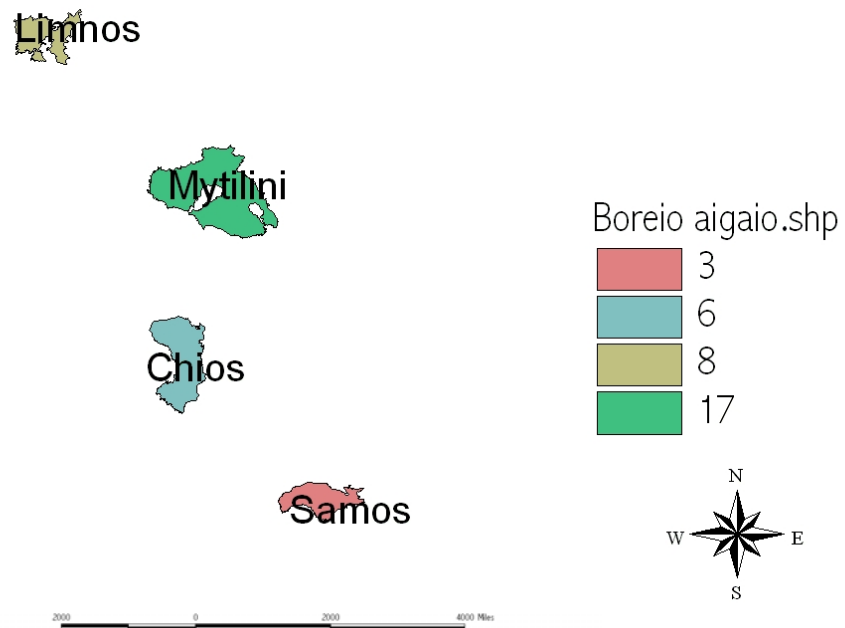 Limnos
Mytilini
Boreio aigaio.shp
3
6
8
17
Chios
Samos
N
W E
S
2000 0 2000 4000 Miles